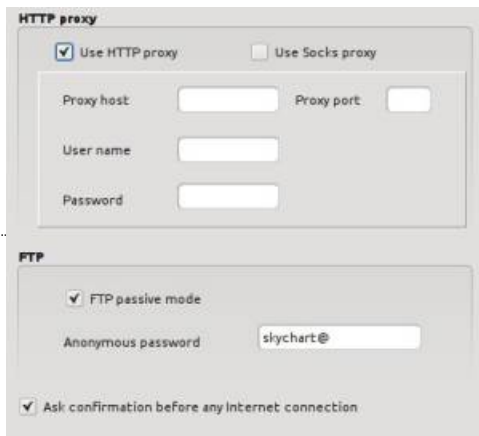 HTTP proxy
Use HTTP proxy Use Socks proxy
Proxy host Proxy port
User name
Password
FTP
FTP passive mode
Anonymous password skychart@
Ask confirmation before any Internet connection